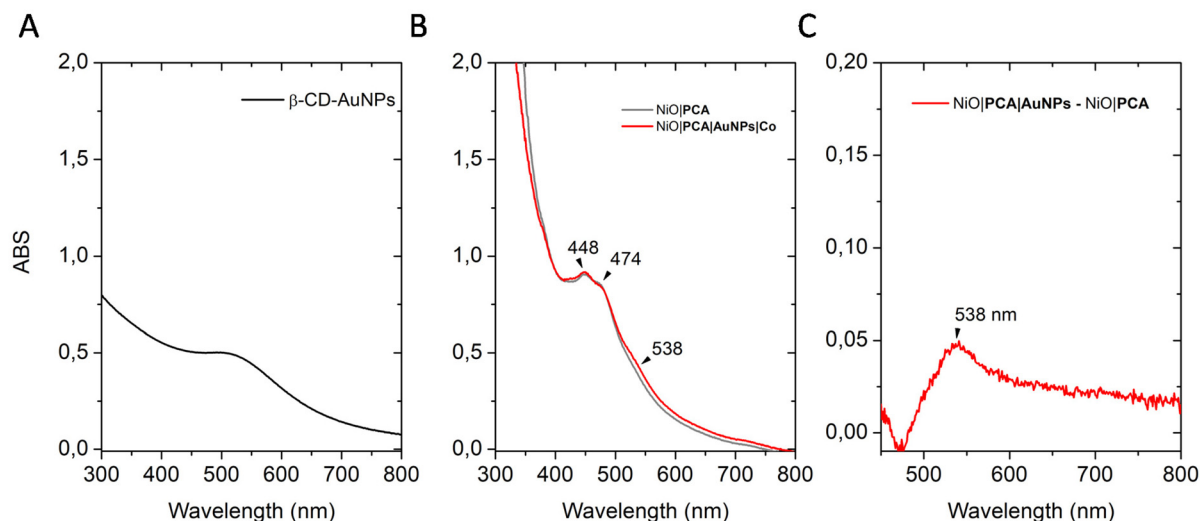 A
B
C
ABS
2,0
1,5
1,0
0,5
0,0
β-CD-AuNPs
300 400 500 600 700 800
Wavelength (nm)
2,0
1,5
1,0
0,5
0,0
NiO|PCA
NiO|PCA|AuNPs|Co
448
474
538
300 400 500 600 700 800
Wavelength (nm)
0,20
0,15
0,10
0,05
0,00
NiO|PCA|AuNPs - NiO|PCA
538 nm
500 600 700 800
Wavelength (nm)